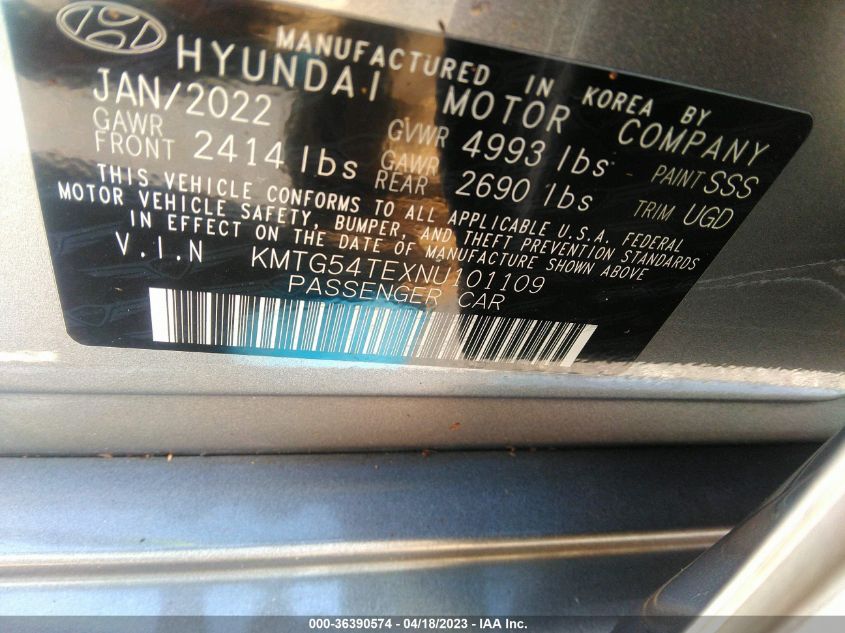 MANUFACTURED IN KOREA BY
HYUNDAI MOTOR COMPANY
JAN/2022 GVWR 4993 lbs PAINT SSS
GAWR FRONT 2414 lbs GAWR REAR 2690 lbs TRIM UGD
THIS VEHICLE CONFORMS TO ALL APPLICABLE U.S.A. FEDERAL
MOTOR VEHICLE SAFETY, BUMPER, AND THEFT PREVENTION STANDARDS
IN EFFECT ON THE DATE OF MANUFACTURE SHOWN ABOVE
V.I.N KMTG54TEXNU101109
PASSENGER CAR
000-36390574 - 04/18/2023 - © IAA Inc.